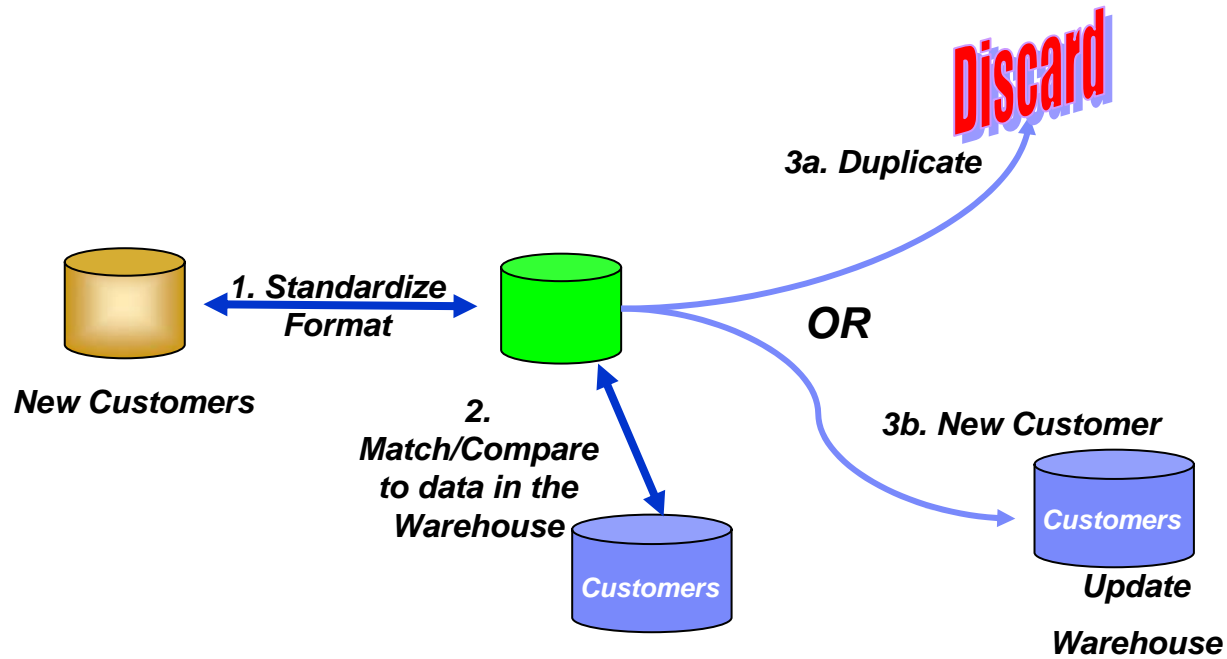 Discard
3a. Duplicate
1. Standardize
Format
OR
New Customers
2.
Match/Compare
to data in the
Warehouse
3b. New Customer
Customers
Customers
Update
Warehouse